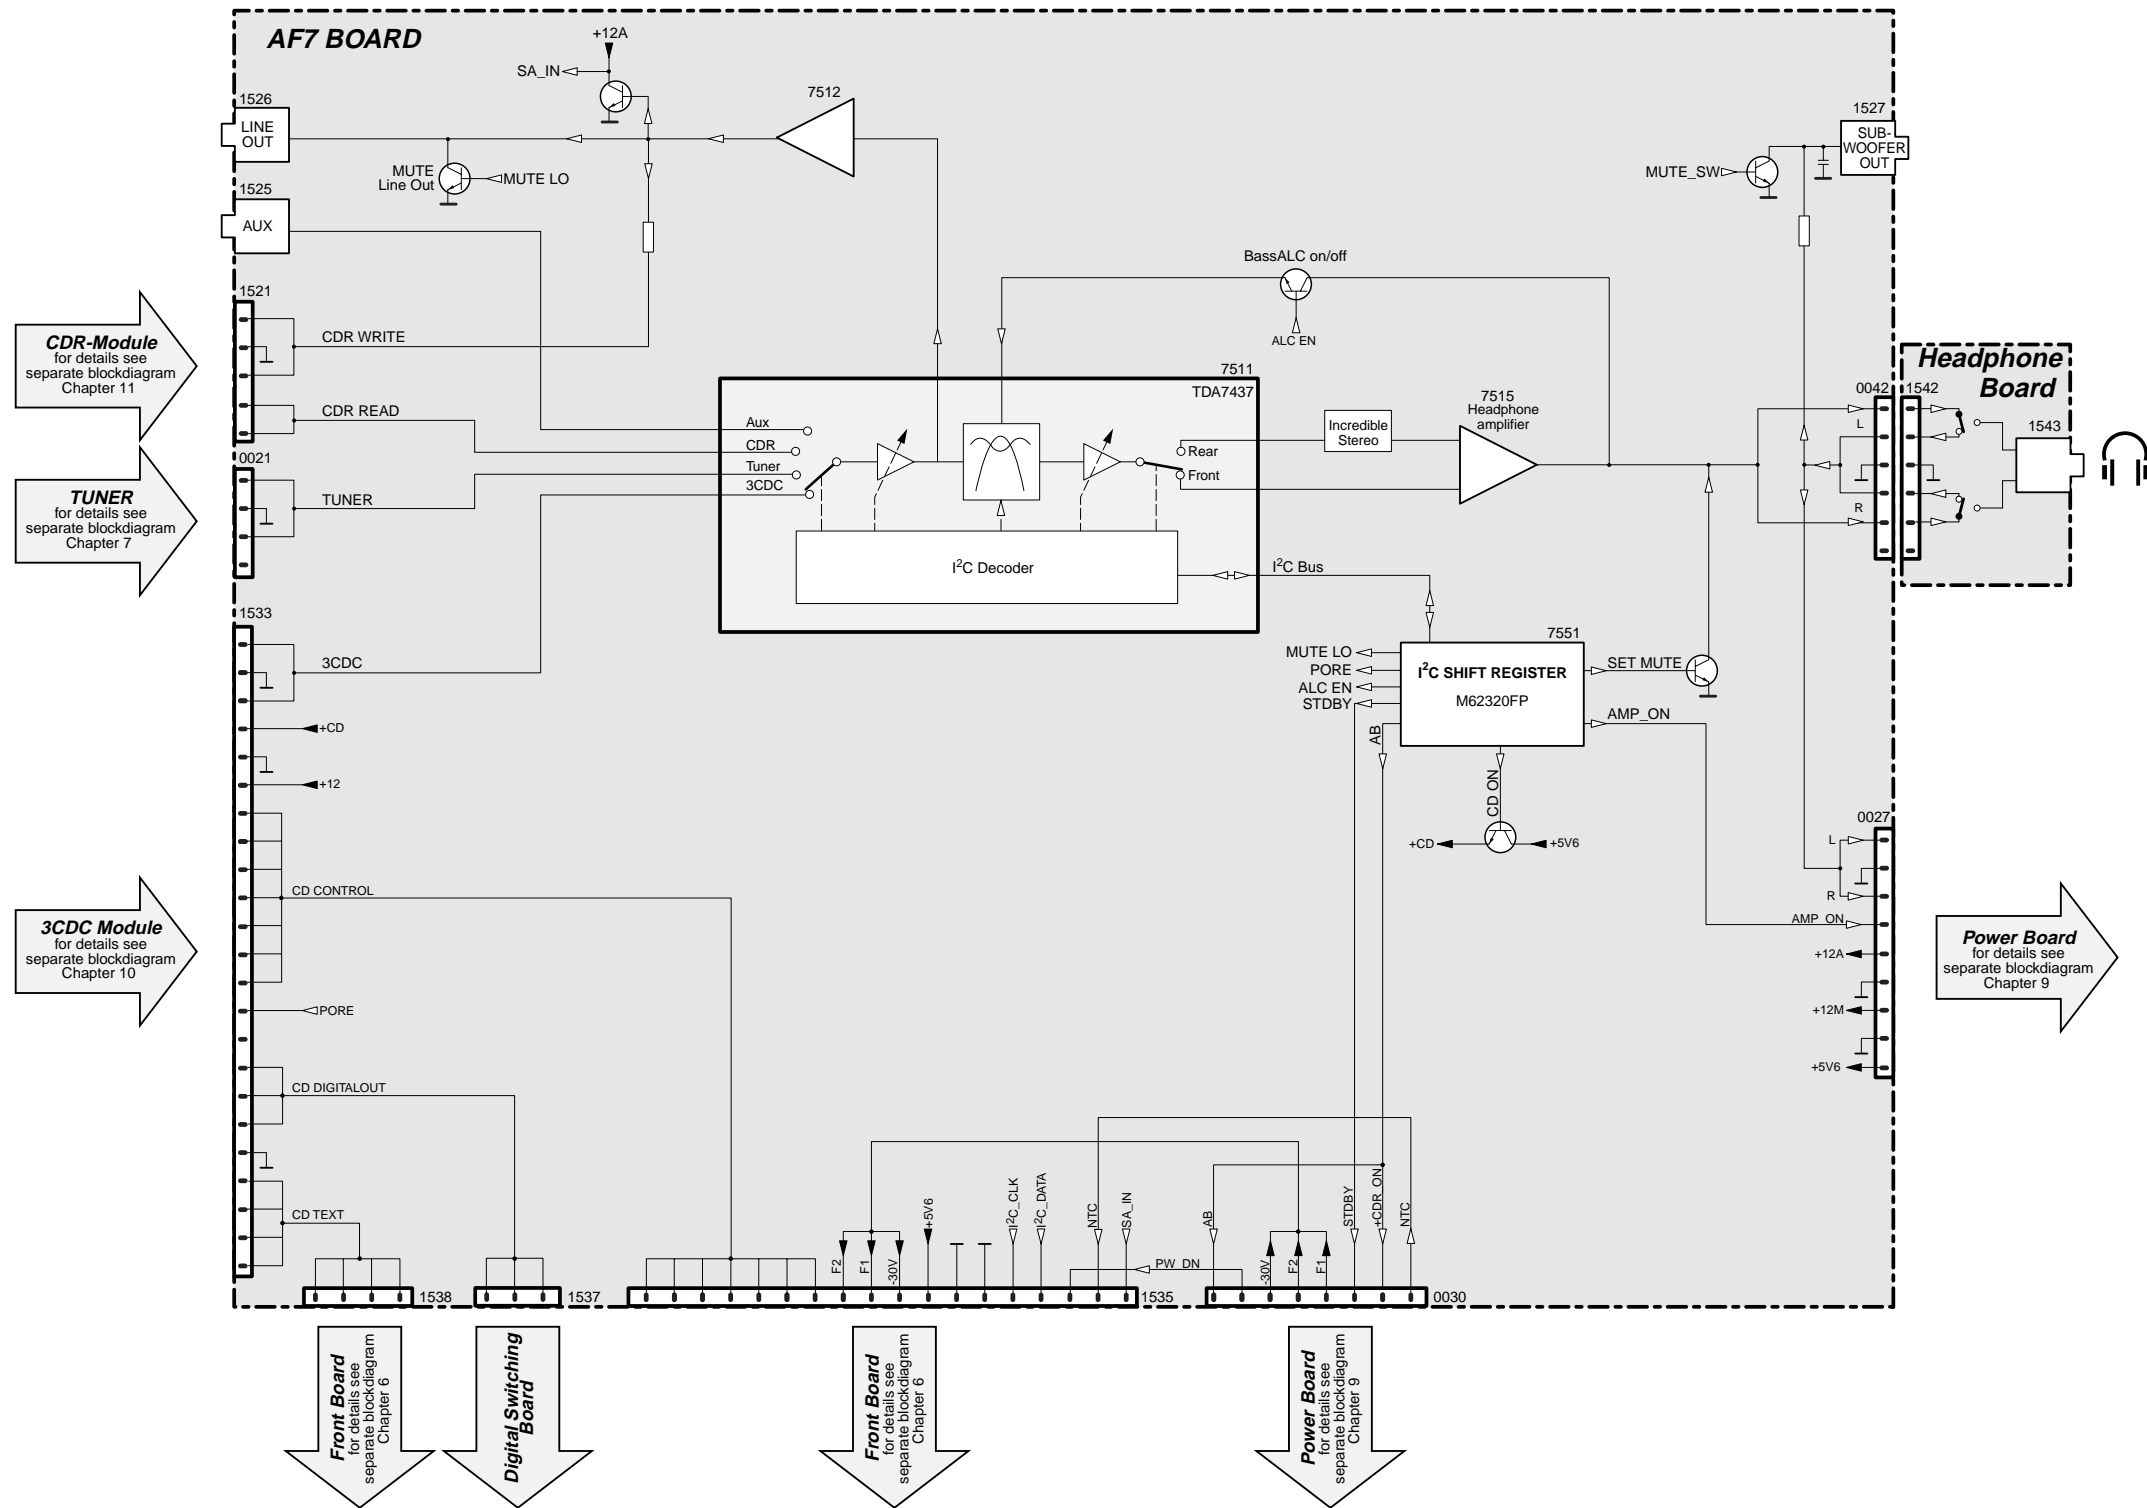 AF7 BOARD
+12A
SA_IN
7512
1526
LINE
OUT
MUTE
Line Out
MUTE LO
1525
AUX
1527
SUB-
WOOFER
OUT
MUTE_SW
BassALC on/off
ALC EN
CDR-Module
for details see
separate blockdiagram
Chapter 11
1521
CDR WRITE
CDR READ
TUNER
for details see
separate blockdiagram
Chapter 7
0021
TUNER
7511
TDA7437
Aux
CDR
Tuner
3CDC
Rear
Front
I²C Decoder
Incredible
Stereo
7515
Headphone
amplifier
Headphone
Board
0042
1542
L
R
1543
I²C Bus
1533
3CDC
+CD
+12
7551
I²C SHIFT REGISTER
M62320FP
MUTE LO
PORE
ALC EN
STDBY
AB
SET MUTE
AMP_ON
CD ON
+CD
+5V6
0027
L
R
AMP_ON
+12A
+12M
+5V6
3CDC Module
for details see
separate blockdiagram
Chapter 10
CD CONTROL
PORE
CD DIGITALOUT
CD TEXT
Power Board
for details see
separate blockdiagram
Chapter 9
F2
F1
-30V
+5V6
I²C_CLK
I²C_DATA
NTC
SA_IN
PW_DN
AB
-30V
F2
F1
STDBY
+CDR_ON
NTC
1538
1537
1535
0030
Front Board
for details see
separate blockdiagram
Chapter 6
Digital Switching
Board
Front Board
for details see
separate blockdiagram
Chapter 6
Power Board
for details see
separate blockdiagram
Chapter 9